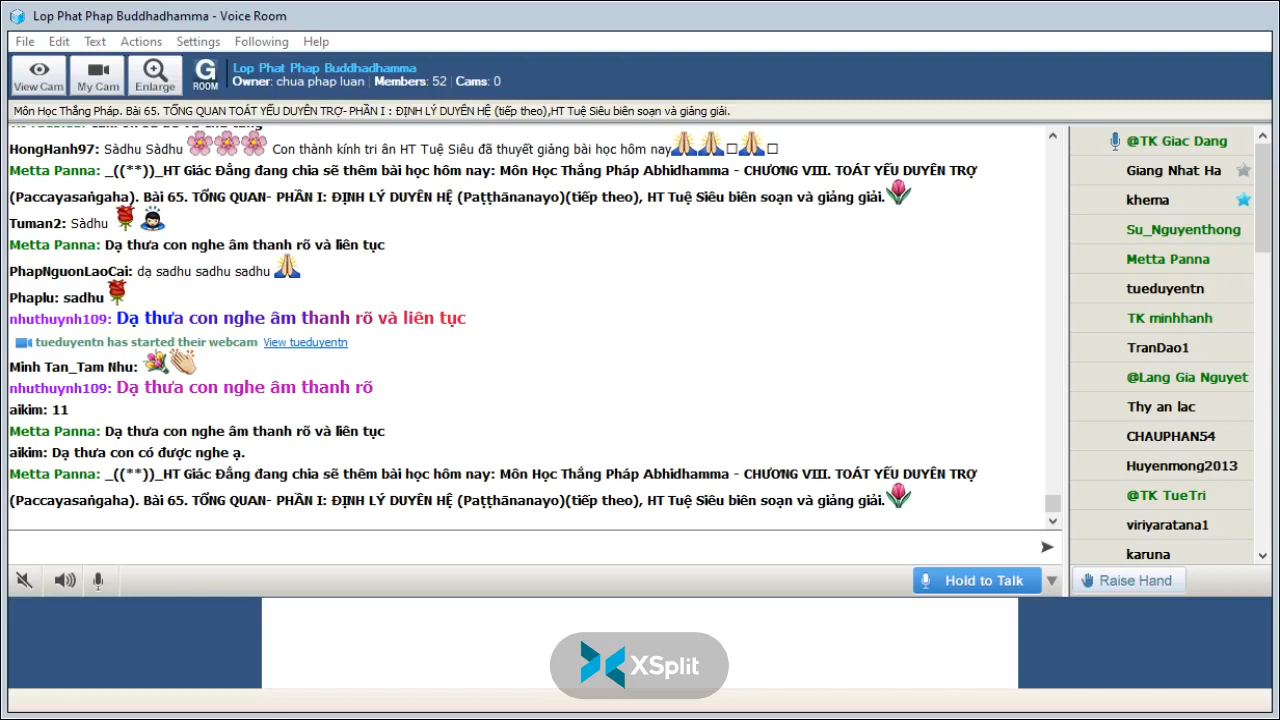 Lop Phat Phap Buddhadhamma - Voice Room
File Edit Text Actions Settings Following Help
View Cam My Cam Enlarge G ROOM
Lop Phat Phap Buddhadhamma
Owner: chua phap luan Members: 52 Cams: 0
Môn Học Thắng Pháp. Bài 65. TỔNG QUAN TOÁT YẾU DUYÊN TRỢ- PHẦN I : ĐỊNH LÝ DUYÊN HỆ (tiếp theo),HT Tuệ Siêu biên soạn và giảng giải.
HongHanh97: Sàdhu Sàdhu Con thành kính tri ân HT Tuệ Siêu đã thuyết giảng bài học hôm nay
Metta Panna: _((**))_HT Giác Đẳng đang chia sẽ thêm bài học hôm nay: Môn Học Thắng Pháp Abhidhamma - CHƯƠNG VIII. TOÁT YẾU DUYÊN TRỢ
(Paccayasaṅgaha). Bài 65. TỔNG QUAN- PHẦN I: ĐỊNH LÝ DUYÊN HỆ (Paṭṭhānanayo)(tiếp theo), HT Tuệ Siêu biên soạn và giảng giải.
Tuman2: Sàdhu
Metta Panna: Dạ thưa con nghe âm thanh rõ và liên tục
PhapNguonLaoCai: dạ sadhu sadhu sadhu
Phaplu: sadhu
nhuthuynh109: Dạ thưa con nghe âm thanh rõ và liên tục
tueduyentn has started their webcam View tueduyentn
Minh Tan_Tam Nhu:
nhuthuynh109: Dạ thưa con nghe âm thanh rõ
aikim: 11
Metta Panna: Dạ thưa con nghe âm thanh rõ và liên tục
aikim: Dạ thưa con có được nghe ạ.
Metta Panna: _((**))_HT Giác Đẳng đang chia sẽ thêm bài học hôm nay: Môn Học Thắng Pháp Abhidhamma - CHƯƠNG VIII. TOÁT YẾU DUYÊN TRỢ
(Paccayasaṅgaha). Bài 65. TỔNG QUAN- PHẦN I: ĐỊNH LÝ DUYÊN HỆ (Paṭṭhānanayo)(tiếp theo), HT Tuệ Siêu biên soạn và giảng giải.
@TK Giac Dang
Giang Nhat Ha
khema
Su_Nguyenthong
Metta Panna
tueduyentn
TK minhhanh
TranDao1
@Lang Gia Nguyet
Thy an lac
CHAUPHAN54
Huyenmong2013
@TK TueTri
viriyaratana1
karuna
Hold to Talk
Raise Hand
XSplit